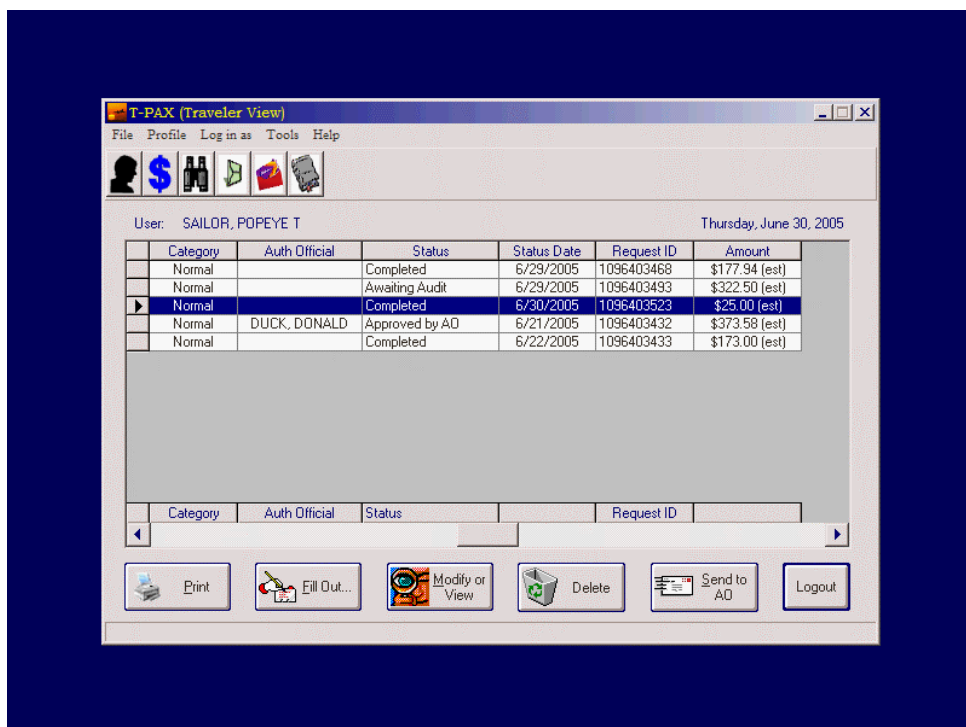 T-PAX (Traveler View)
File Profile Log in as Tools Help
User: SAILOR, POPEYE T Thursday, June 30, 2005
Category Auth Official Status Status Date Request ID Amount
Normal Completed 6/29/2005 1096403468 $177.94 (est)
Normal Awaiting Audit 6/29/2005 1096403493 $322.50 (est)
Normal Completed 6/30/2005 1096403523 $25.00 (est)
Normal DUCK, DONALD Approved by AO 6/21/2005 1096403432 $373.58 (est)
Normal Completed 6/22/2005 1096403433 $173.00 (est)
Category Auth Official Status Request ID
Print Fill Out... Modify or View Delete Send to AO Logout